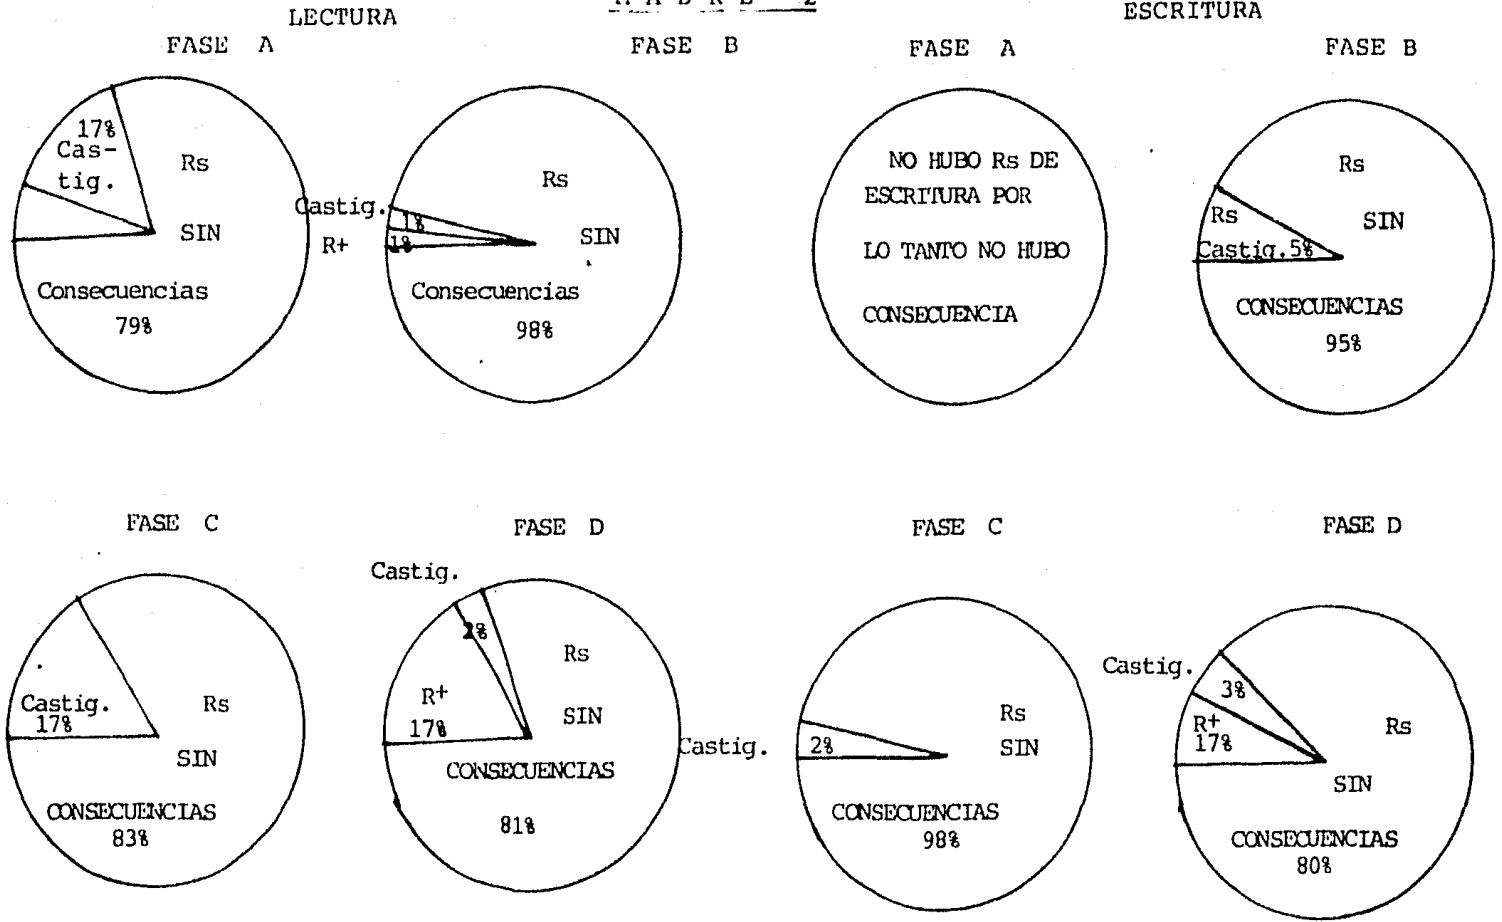 LECTURA
M A D R E 2
ESCRITURA
FASE A
17%
Cas-
tig.
Rs
SIN
Consecuencias
79%
FASE B
Castig.
1%
R+
1%
Rs
SIN
Consecuencias
98%
FASE A
NO HUBO Rs DE
ESCRITURA POR
LO TANTO NO HUBO
CONSECUENCIA
FASE B
Rs
SIN
Rs
Castig.5%
CONSECUENCIAS
95%
FASE C
Castig.
17%
Rs
SIN
CONSECUENCIAS
83%
FASE D
Castig.
2%
R+
17%
Rs
SIN
CONSECUENCIAS
81%
FASE C
Castig.
2%
Rs
SIN
CONSECUENCIAS
98%
FASE D
Castig.
3%
R+
17%
Rs
SIN
CONSECUENCIAS
80%